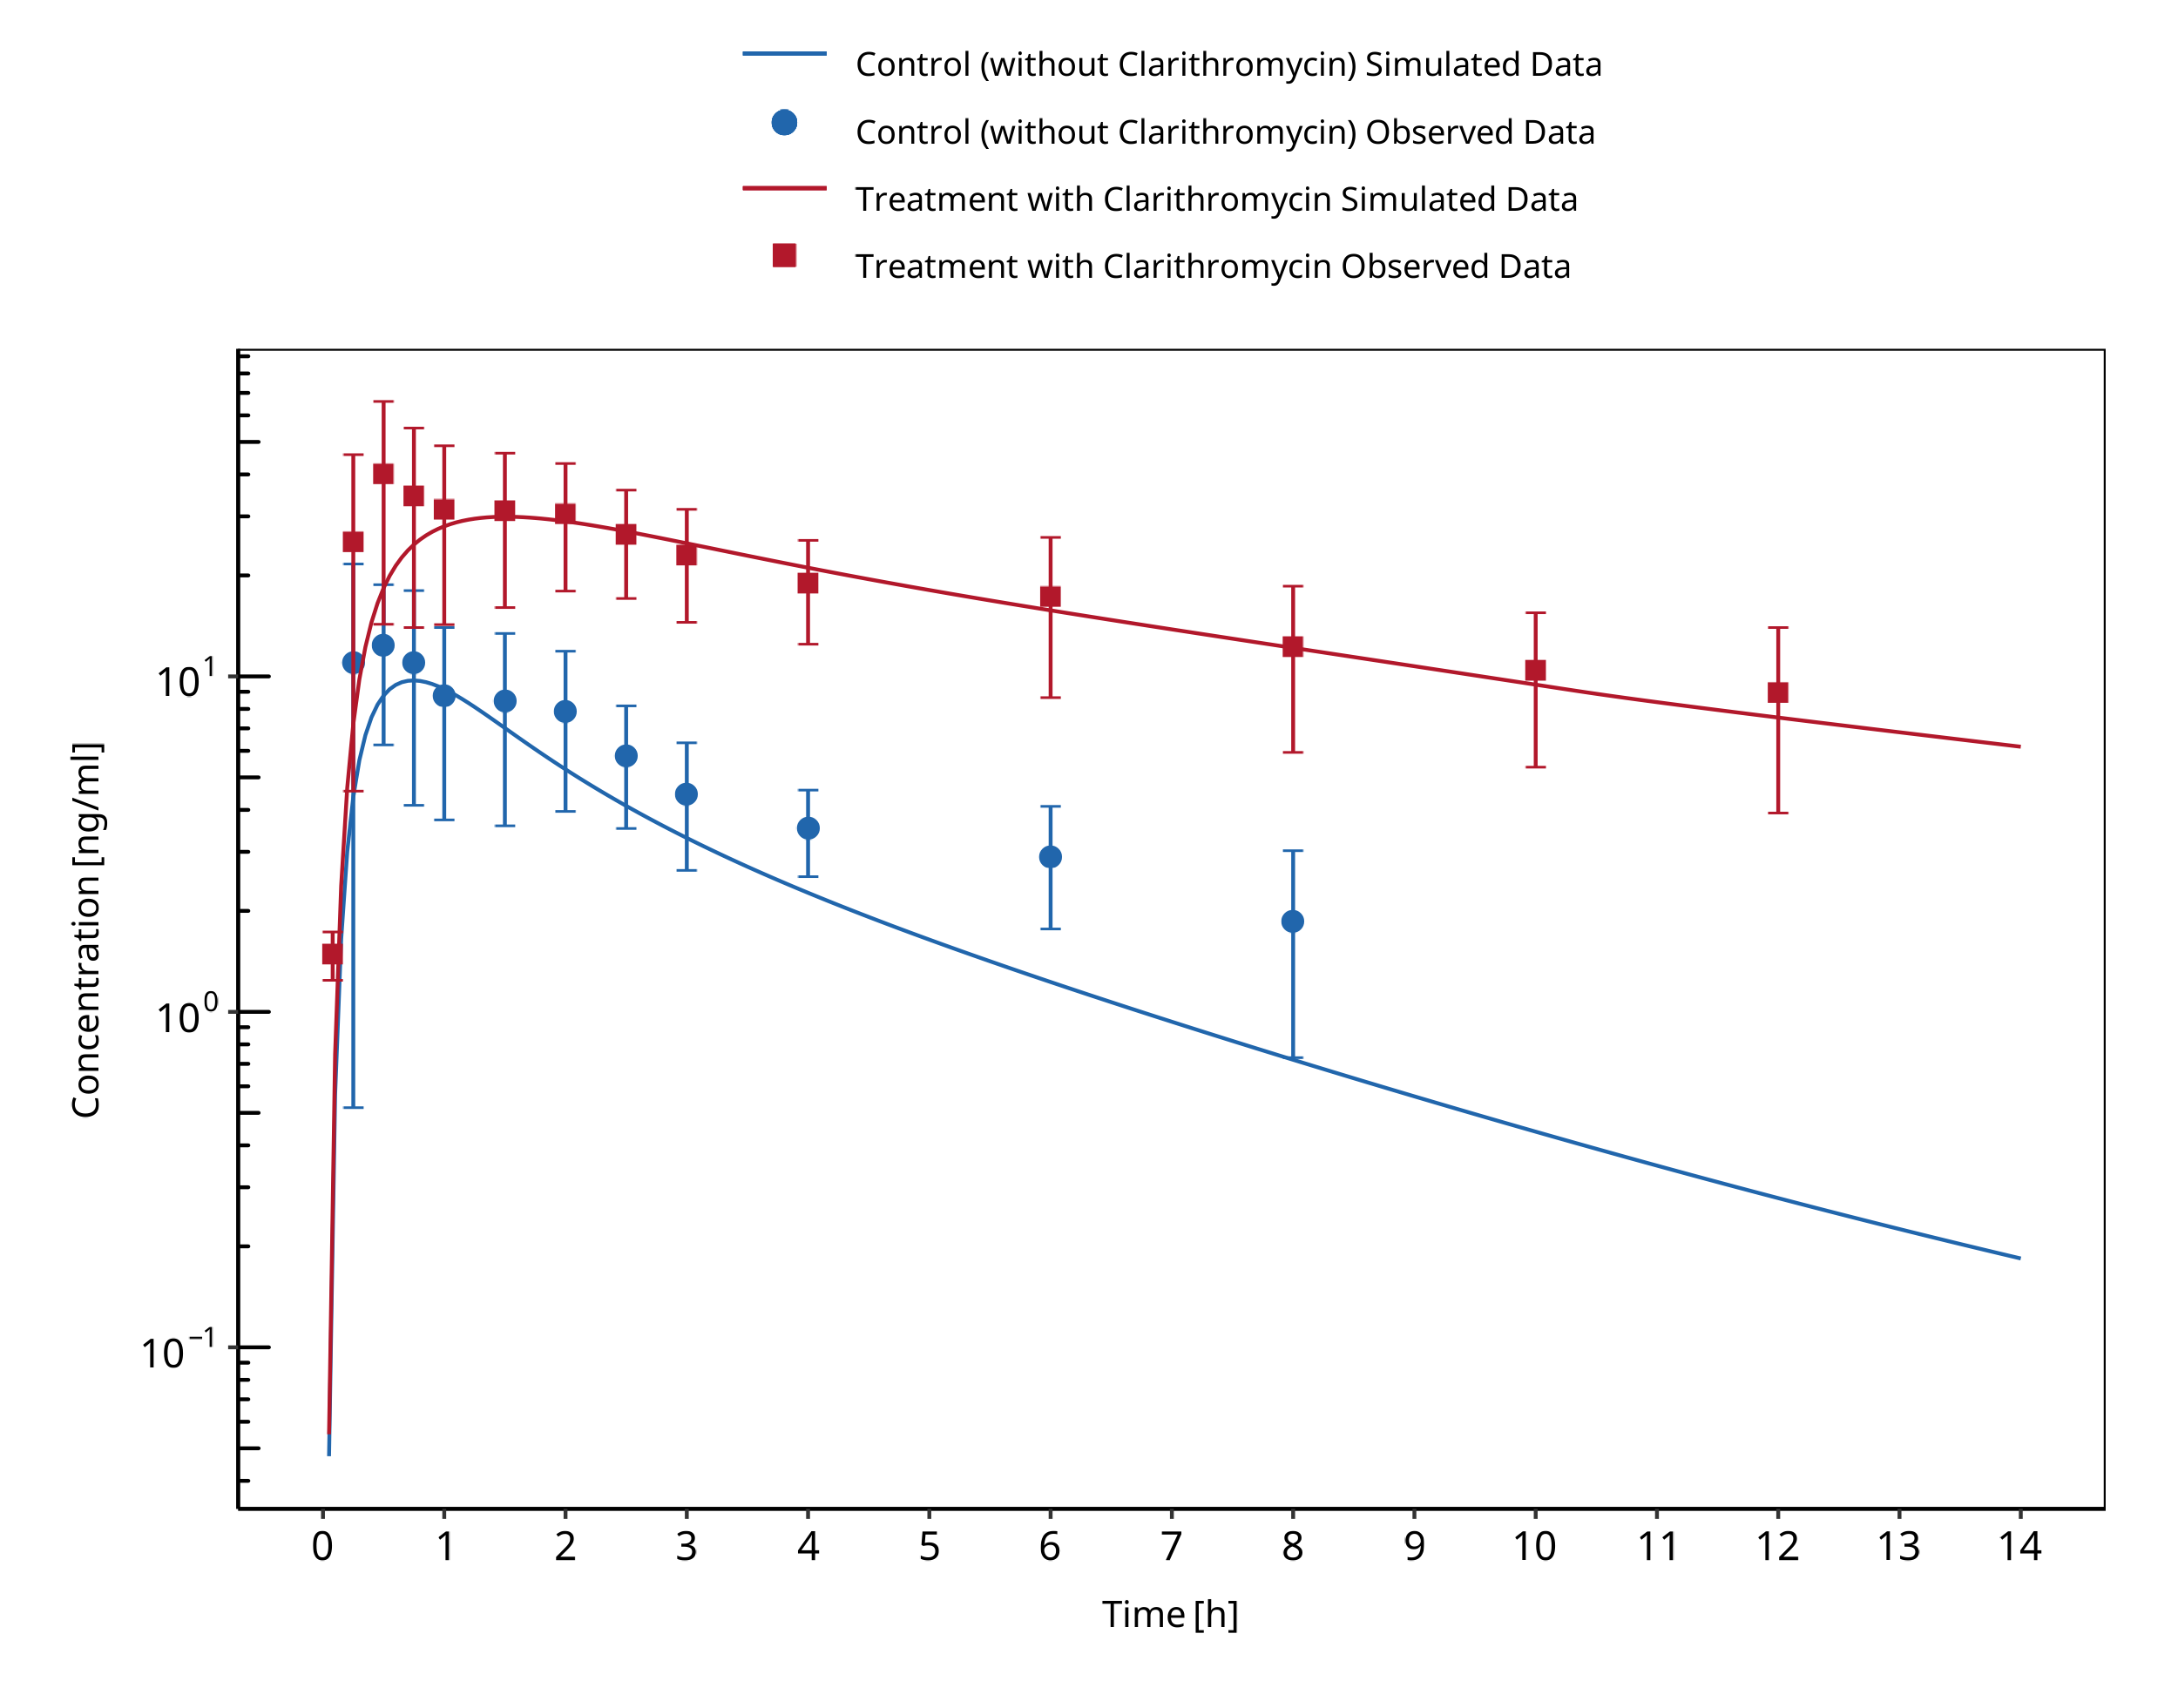 Control (without Clarithromycin) Simulated Data
Control (without Clarithromycin) Observed Data
Treatment with Clarithromycin Simulated Data
Treatment with Clarithromycin Observed Data
10¹
10⁰
10⁻¹
Concentration [ng/ml]
0 1 2 3 4 5 6 7 8 9 10 11 12 13 14
Time [h]